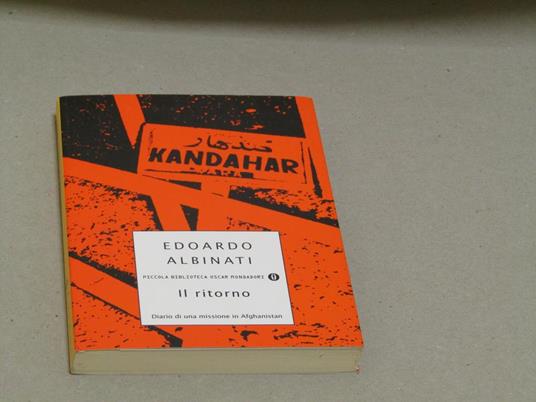 قندهار
KANDAHAR
EDOARDO
ALBINATI
PICCOLA BIBLIOTECA OSCAR MONDADORI
Il ritorno
Diario di una missione in Afghanistan